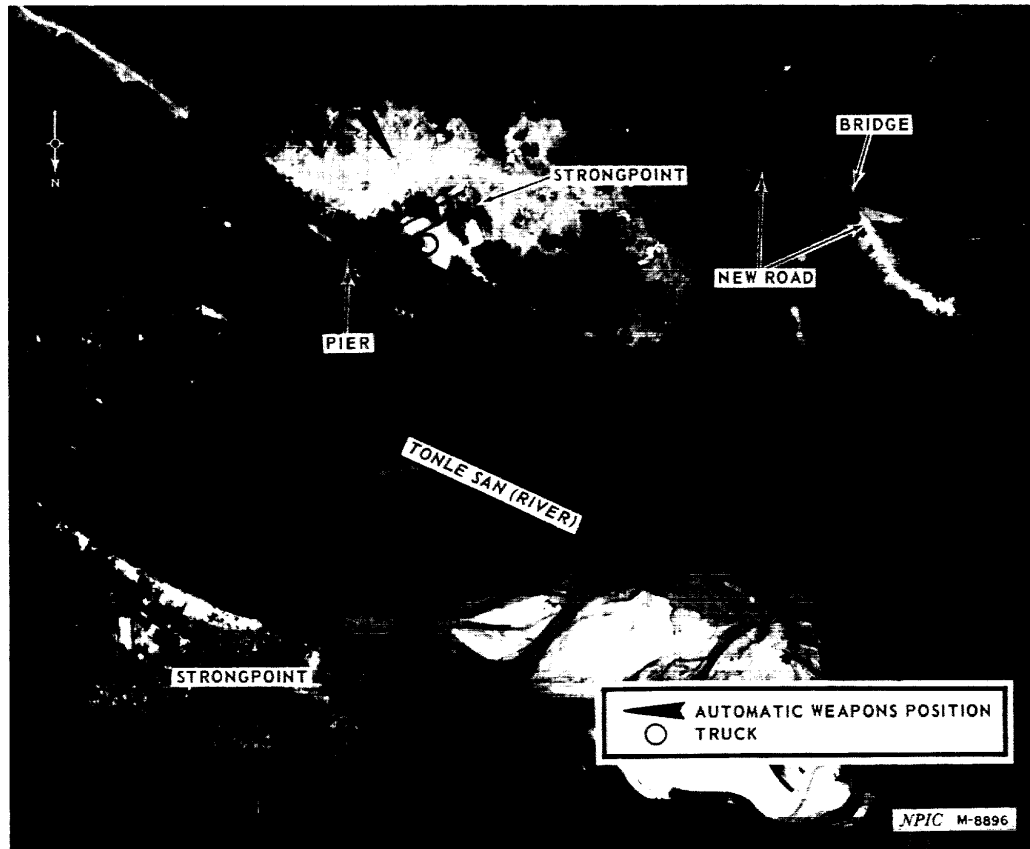 BRIDGE
N
STRONGPOINT
NEW ROAD
PIER
TONLE SAN (RIVER)
STRONGPOINT
AUTOMATIC WEAPONS POSITION
TRUCK
NPIC M-8896